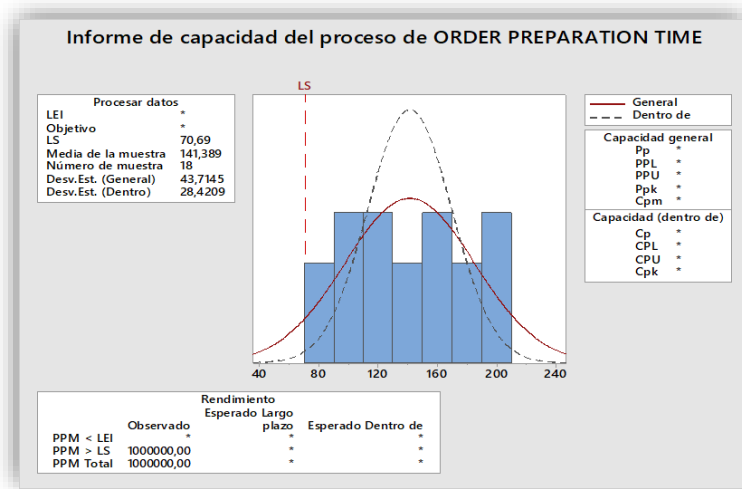 Informe de capacidad del proceso de ORDER PREPARATION TIME
LS
Procesar datos
LEI *
Objetivo *
LS 70,69
Media de la muestra 141,389
Número de muestra 18
Desv.Est. (General) 43,7145
Desv.Est. (Dentro) 28,4209
General
Dentro de
Capacidad general
Pp *
PPL *
PPU *
Ppk *
Cpm *
Capacidad (dentro de)
Cp *
CPL *
CPU *
Cpk *
40 80 120 160 200 240
Rendimiento
Esperado Largo
Observado plazo Esperado Dentro de
PPM < LEI * * *
PPM > LS 1000000,00 * *
PPM Total 1000000,00 * *